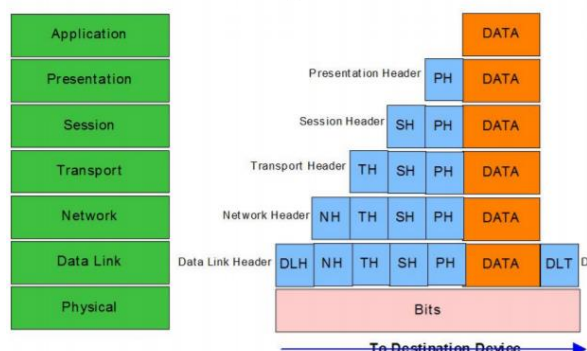 Application
DATA
Presentation
Presentation Header
PH
DATA
Session
Session Header
SH
PH
DATA
Transport
Transport Header
TH
SH
PH
DATA
Network
Network Header
NH
TH
SH
PH
DATA
Data Link
Data Link Header
DLH
NH
TH
SH
PH
DATA
DLT
D
Physical
Bits
To Destination Device